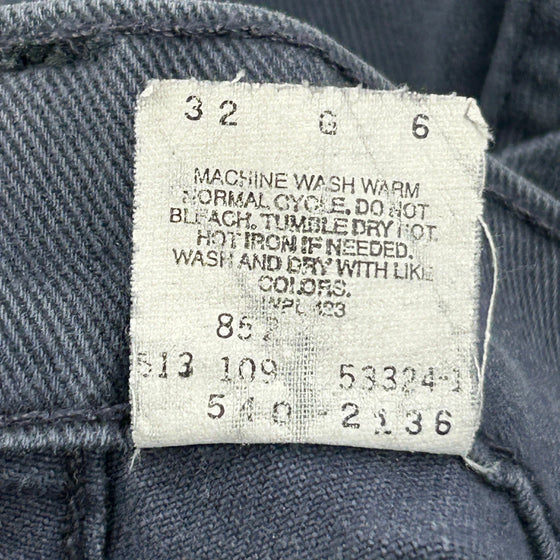 32 G 6
MACHINE WASH WARM
NORMAL CYCLE. DO NOT
BLEACH. TUMBLE DRY HOT.
HOT IRON IF NEEDED.
WASH AND DRY WITH LIKE
COLORS.
WPL 423
852
513 109 53324-1
540-2136